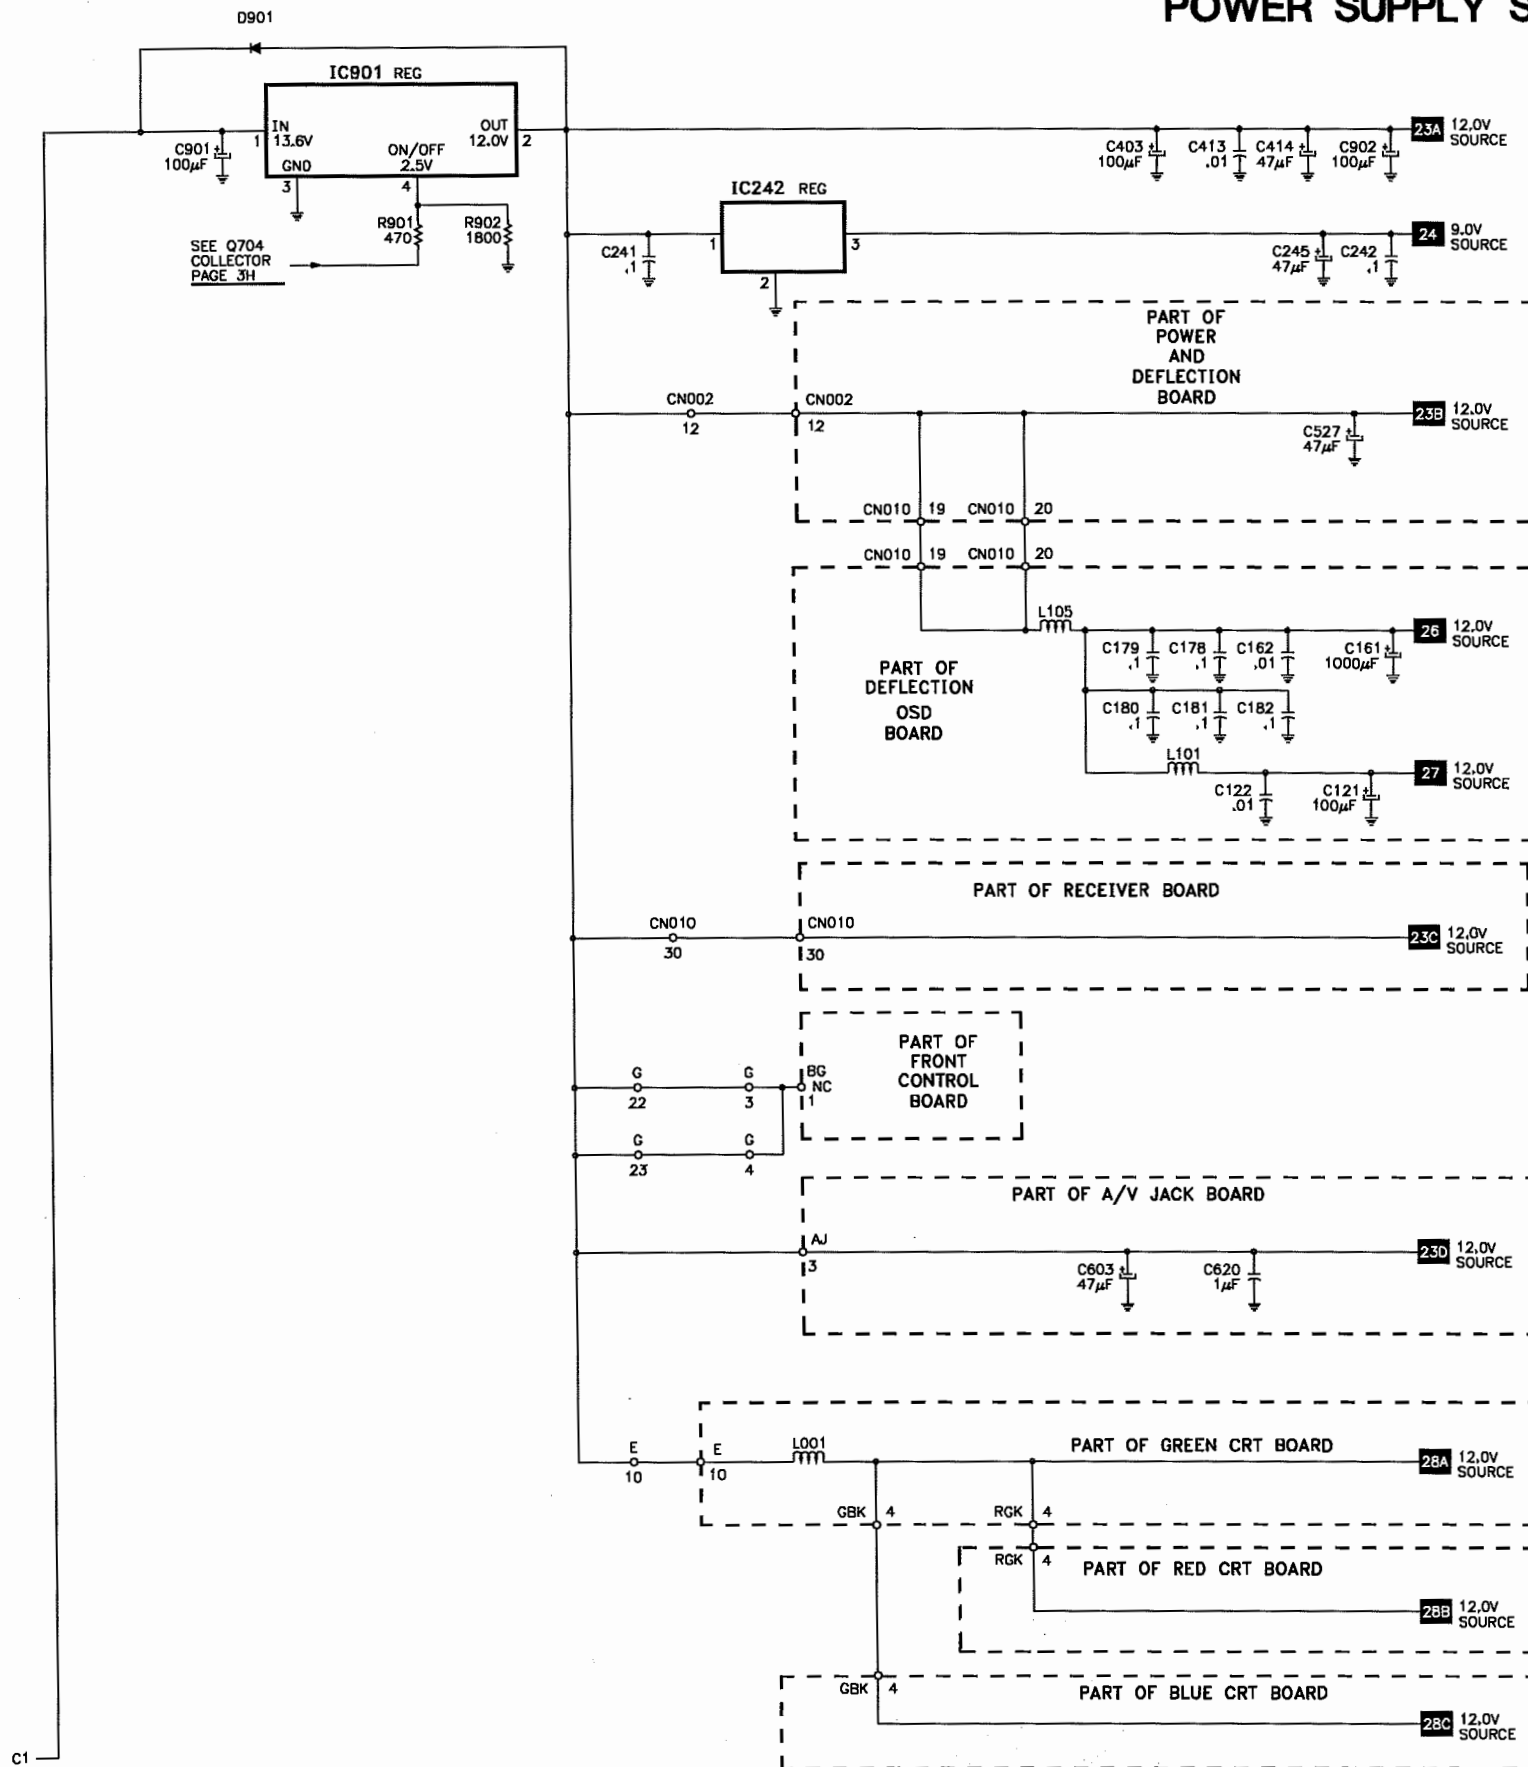 POWER SUPPLY S
D901
IC901 REG
IN
13.6V
OUT
12.0V
1
2
ON/OFF
2.5V
GND
3
4
C901 +
100µF
R901
470
R902
1800
SEE Q704
COLLECTOR
PAGE 3H
C403 +
100µF
C413
.01
C414 +
47µF
C902 +
100µF
23A 12.0V
SOURCE
IC242 REG
1
3
2
C241
.1
C245 +
47µF
C242
.1
24 9.0V
SOURCE
PART OF
POWER
AND
DEFLECTION
BOARD
CN002
12
CN002
12
C527 +
47µF
23B 12.0V
SOURCE
CN010 19 CN010 20
CN010 19 CN010 20
L105
26 12.0V
SOURCE
C179
.1
C178
.1
C162
.01
C161 +
1000µF
PART OF
DEFLECTION
OSD
BOARD
C180
.1
C181
.1
C182
.1
L101
C122
.01
C121 +
100µF
27 12.0V
SOURCE
PART OF RECEIVER BOARD
CN010
30
CN010
30
23C 12.0V
SOURCE
PART OF
FRONT
CONTROL
BOARD
G
22
G
3
BG
NC
1
G
23
G
4
PART OF A/V JACK BOARD
AJ
3
C603 +
47µF
C620
1µF
23D 12.0V
SOURCE
PART OF GREEN CRT BOARD
E
10
E
10
L001
28A 12.0V
SOURCE
GBK 4 RGK 4
RGK 4
PART OF RED CRT BOARD
28B 12.0V
SOURCE
GBK 4
PART OF BLUE CRT BOARD
28C 12.0V
SOURCE
C1